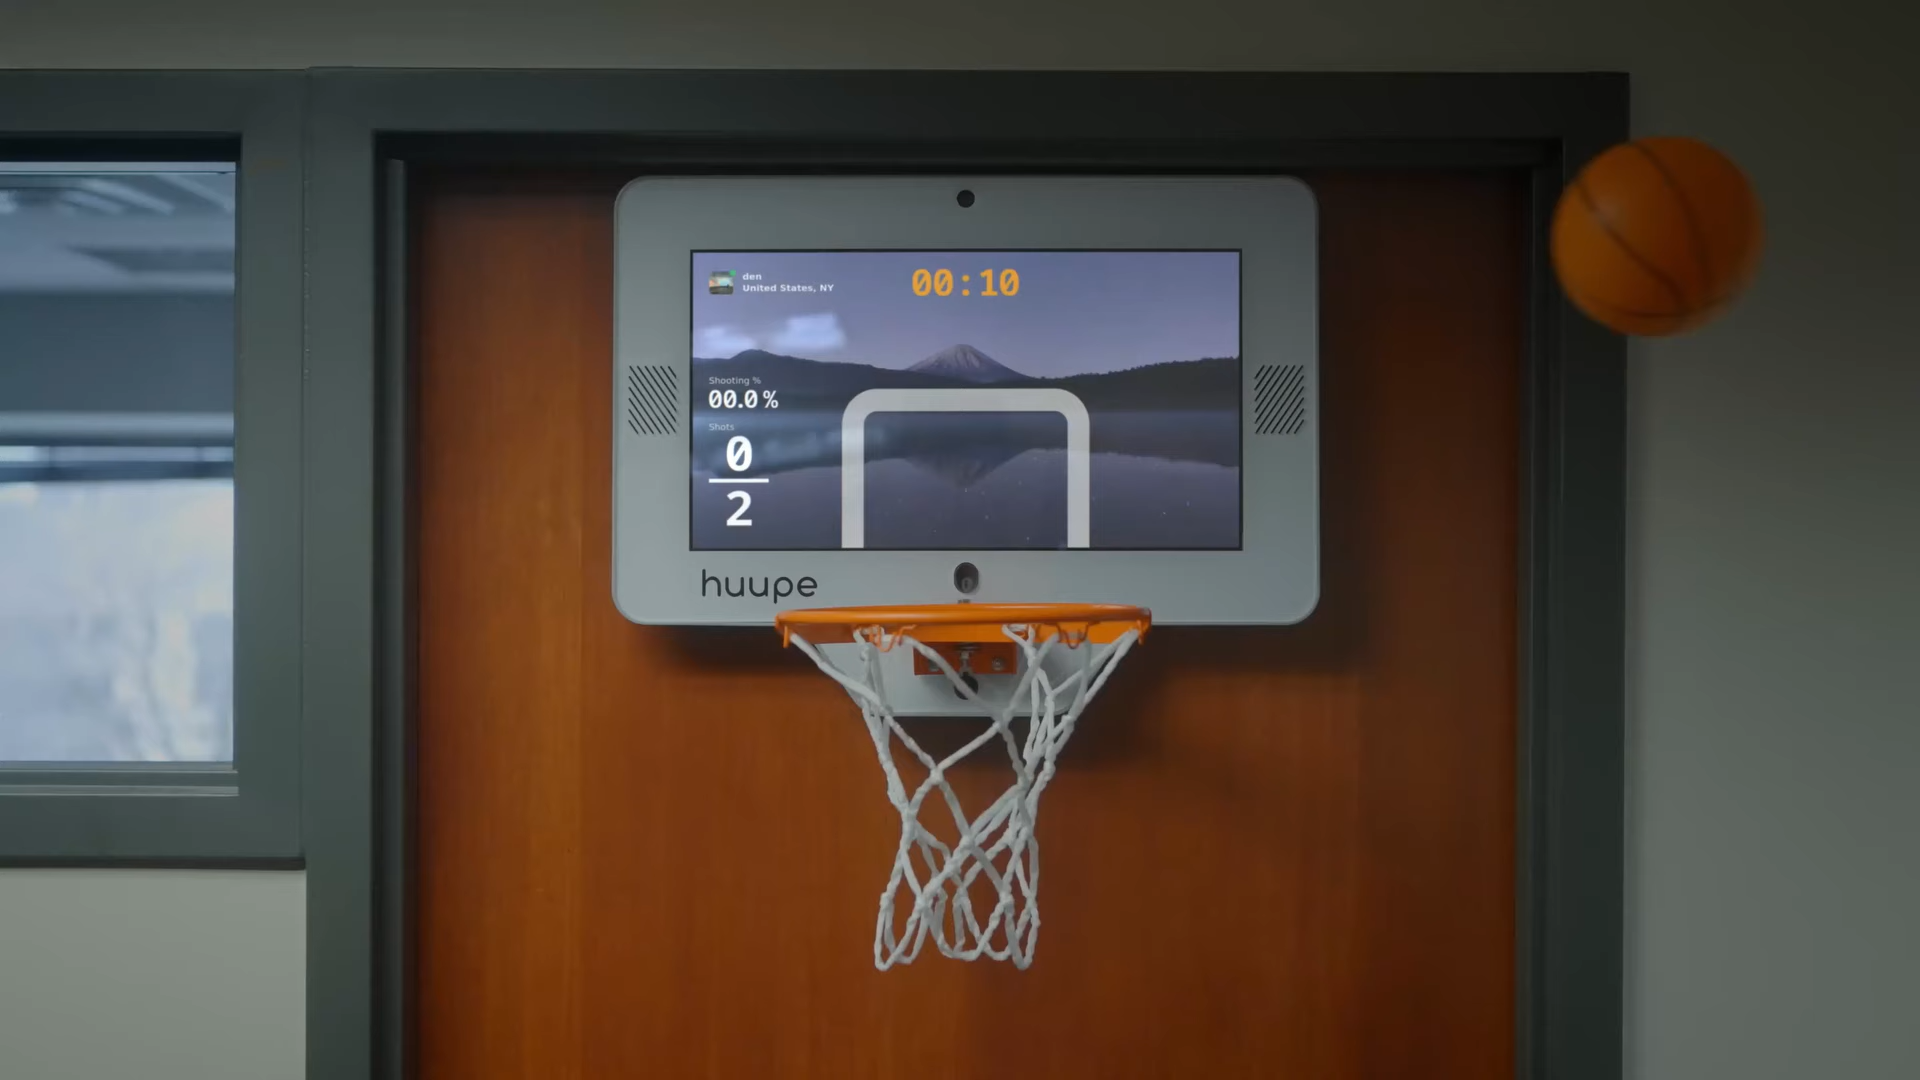 den
United States, NY
00:10
Shooting %
00.0 %
Shots
0
2
huupe